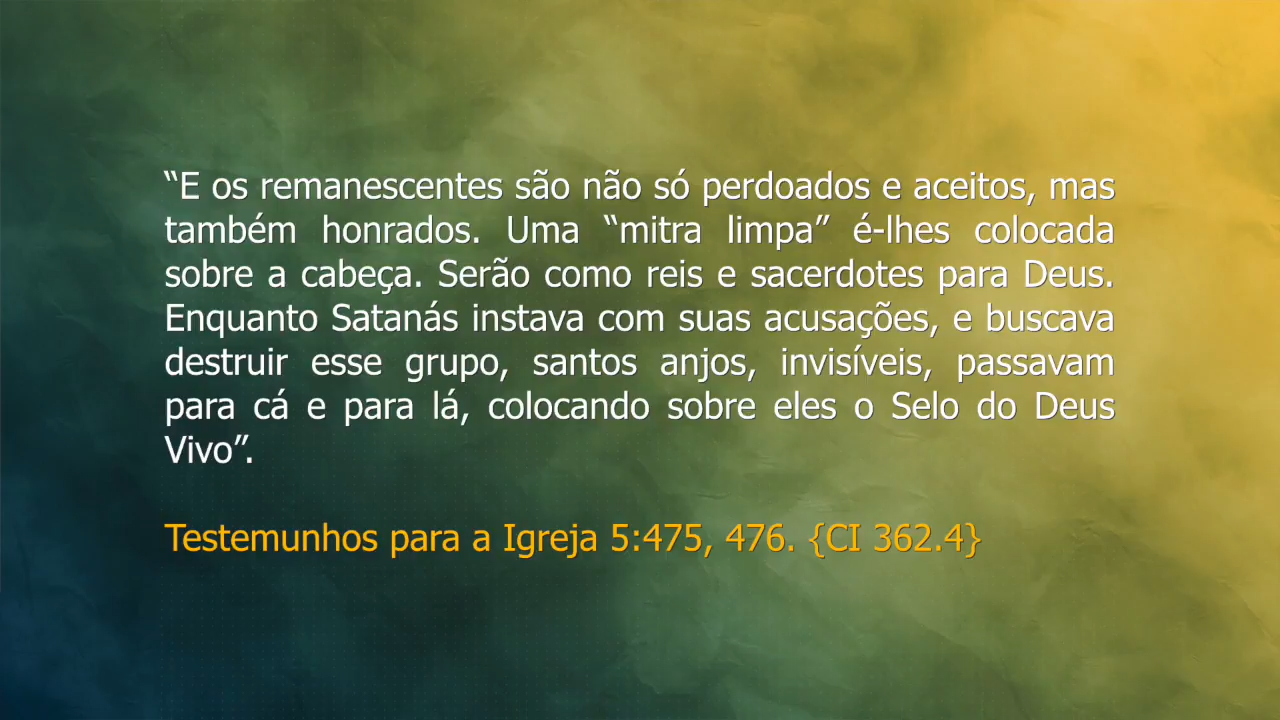 “E os remanescentes são não só perdoados e aceitos, mas
também honrados. Uma “mitra limpa” é-lhes colocada
sobre a cabeça. Serão como reis e sacerdotes para Deus.
Enquanto Satanás instava com suas acusações, e buscava
destruir esse grupo, santos anjos, invisíveis, passavam
para cá e para lá, colocando sobre eles o Selo do Deus
Vivo”.
Testemunhos para a Igreja 5:475, 476. {CI 362.4}